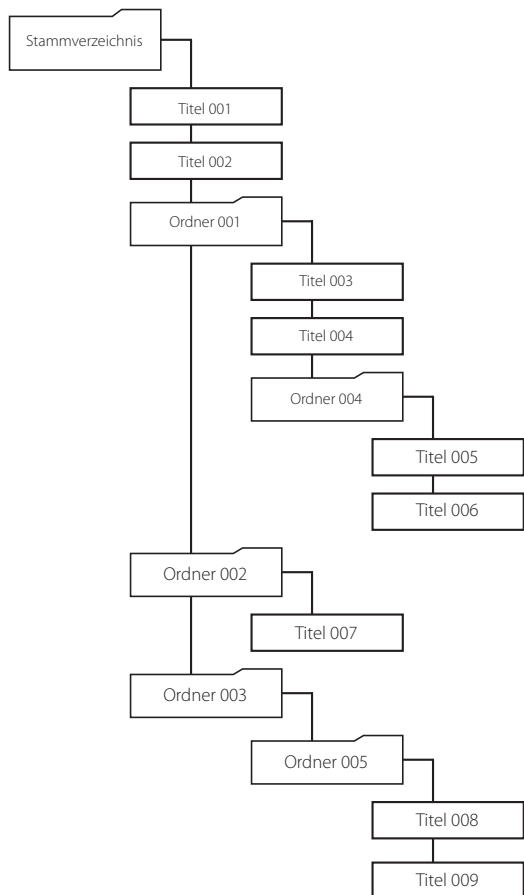 Stammverzeichnis
Titel 001
Titel 002
Ordner 001
Titel 003
Titel 004
Ordner 004
Titel 005
Titel 006
Ordner 002
Titel 007
Ordner 003
Ordner 005
Titel 008
Titel 009